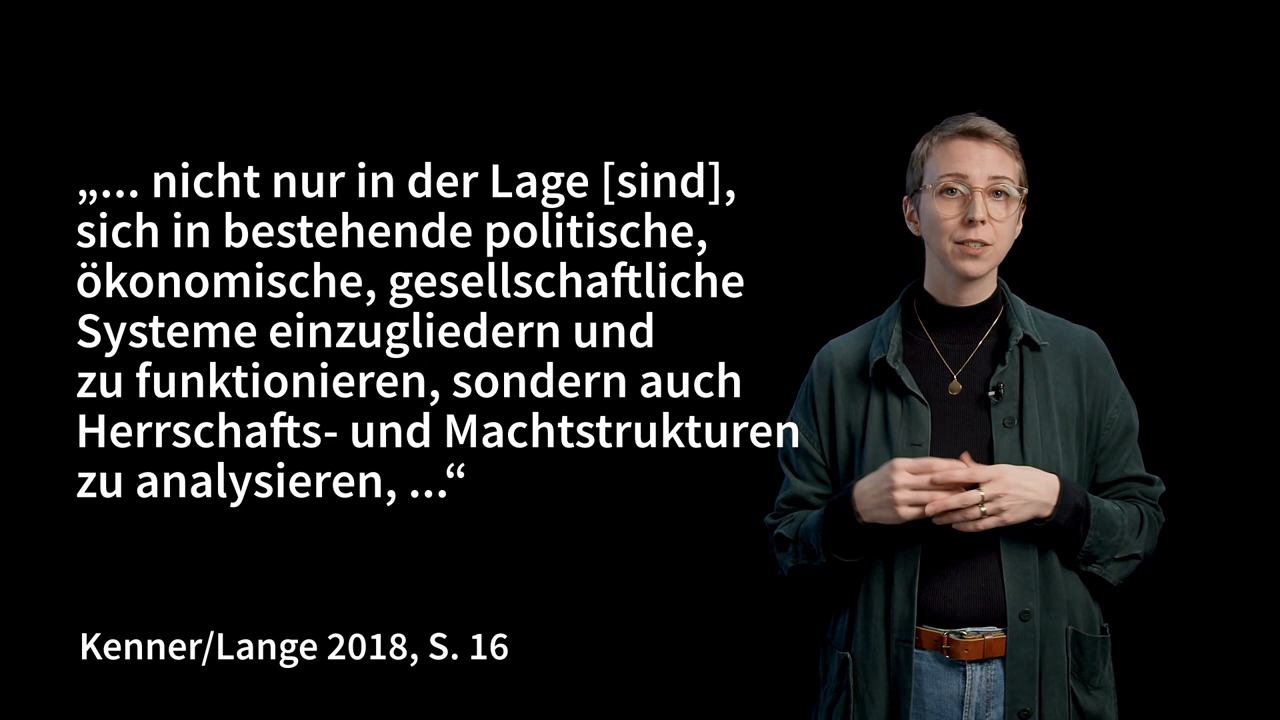 „... nicht nur in der Lage [sind],
sich in bestehende politische,
ökonomische, gesellschaftliche
Systeme einzugliedern und
zu funktionieren, sondern auch
Herrschafts- und Machtstrukturen
zu analysieren, ...“
Kenner/Lange 2018, S. 16